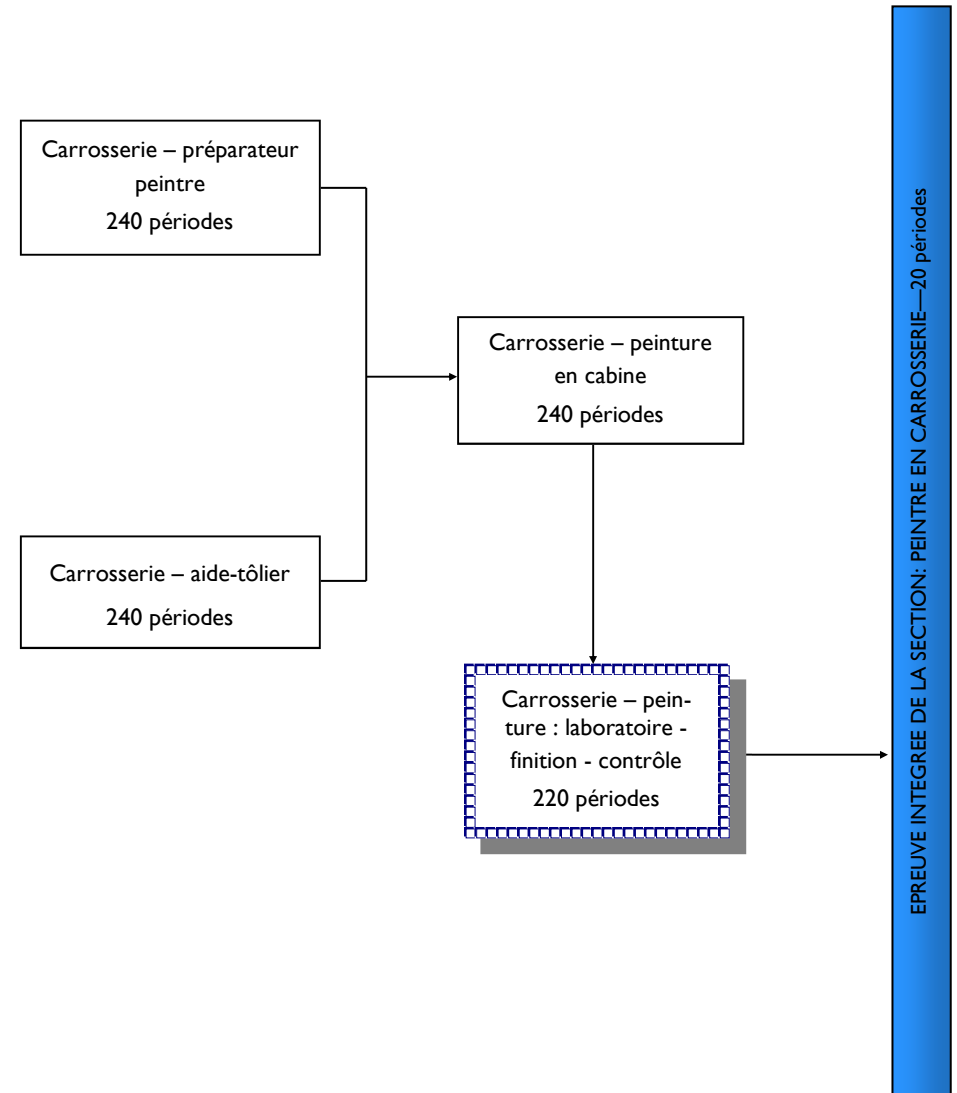 Carrosserie – préparateur
peintre
240 périodes
Carrosserie – peinture
en cabine
240 périodes
Carrosserie – aide-tôlier
240 périodes
Carrosserie – pein-
ture : laboratoire -
finition - contrôle
220 périodes
EPREUVE INTEGREE DE LA SECTION: PEINTRE EN CARROSSERIE—20 périodes